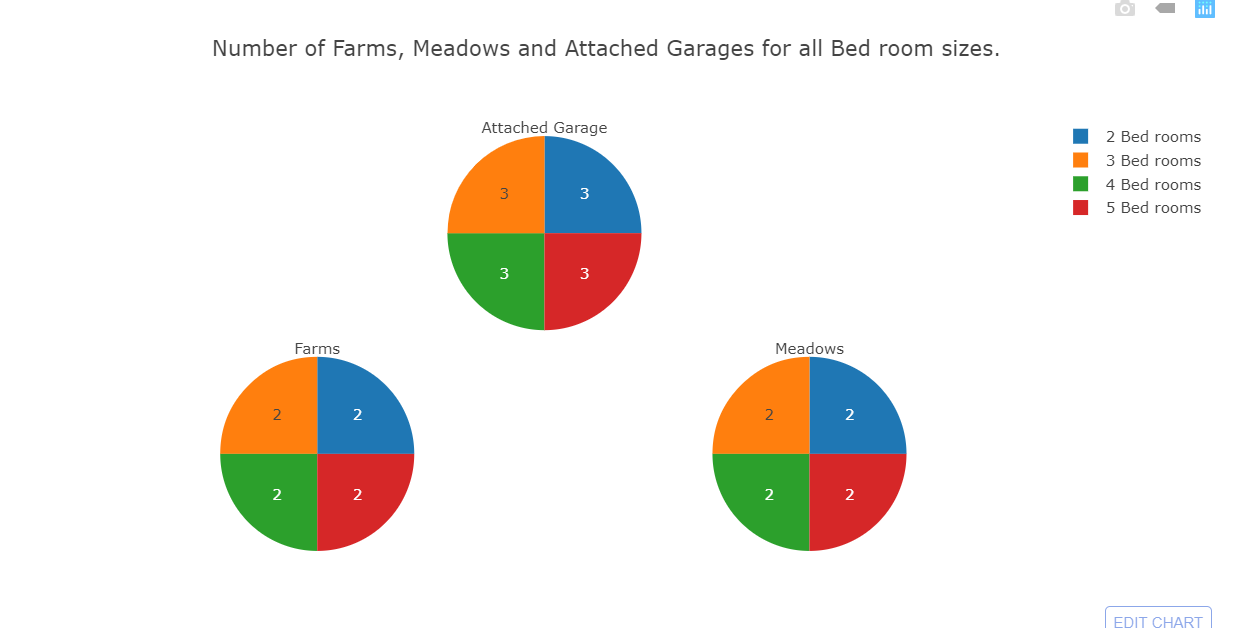 Number of Farms, Meadows and Attached Garages for all Bed room sizes.
Attached Garage
3 3
3 3
2 Bed rooms
3 Bed rooms
4 Bed rooms
5 Bed rooms
Farms
2 2
2 2
Meadows
2 2
2 2
EDIT CHART